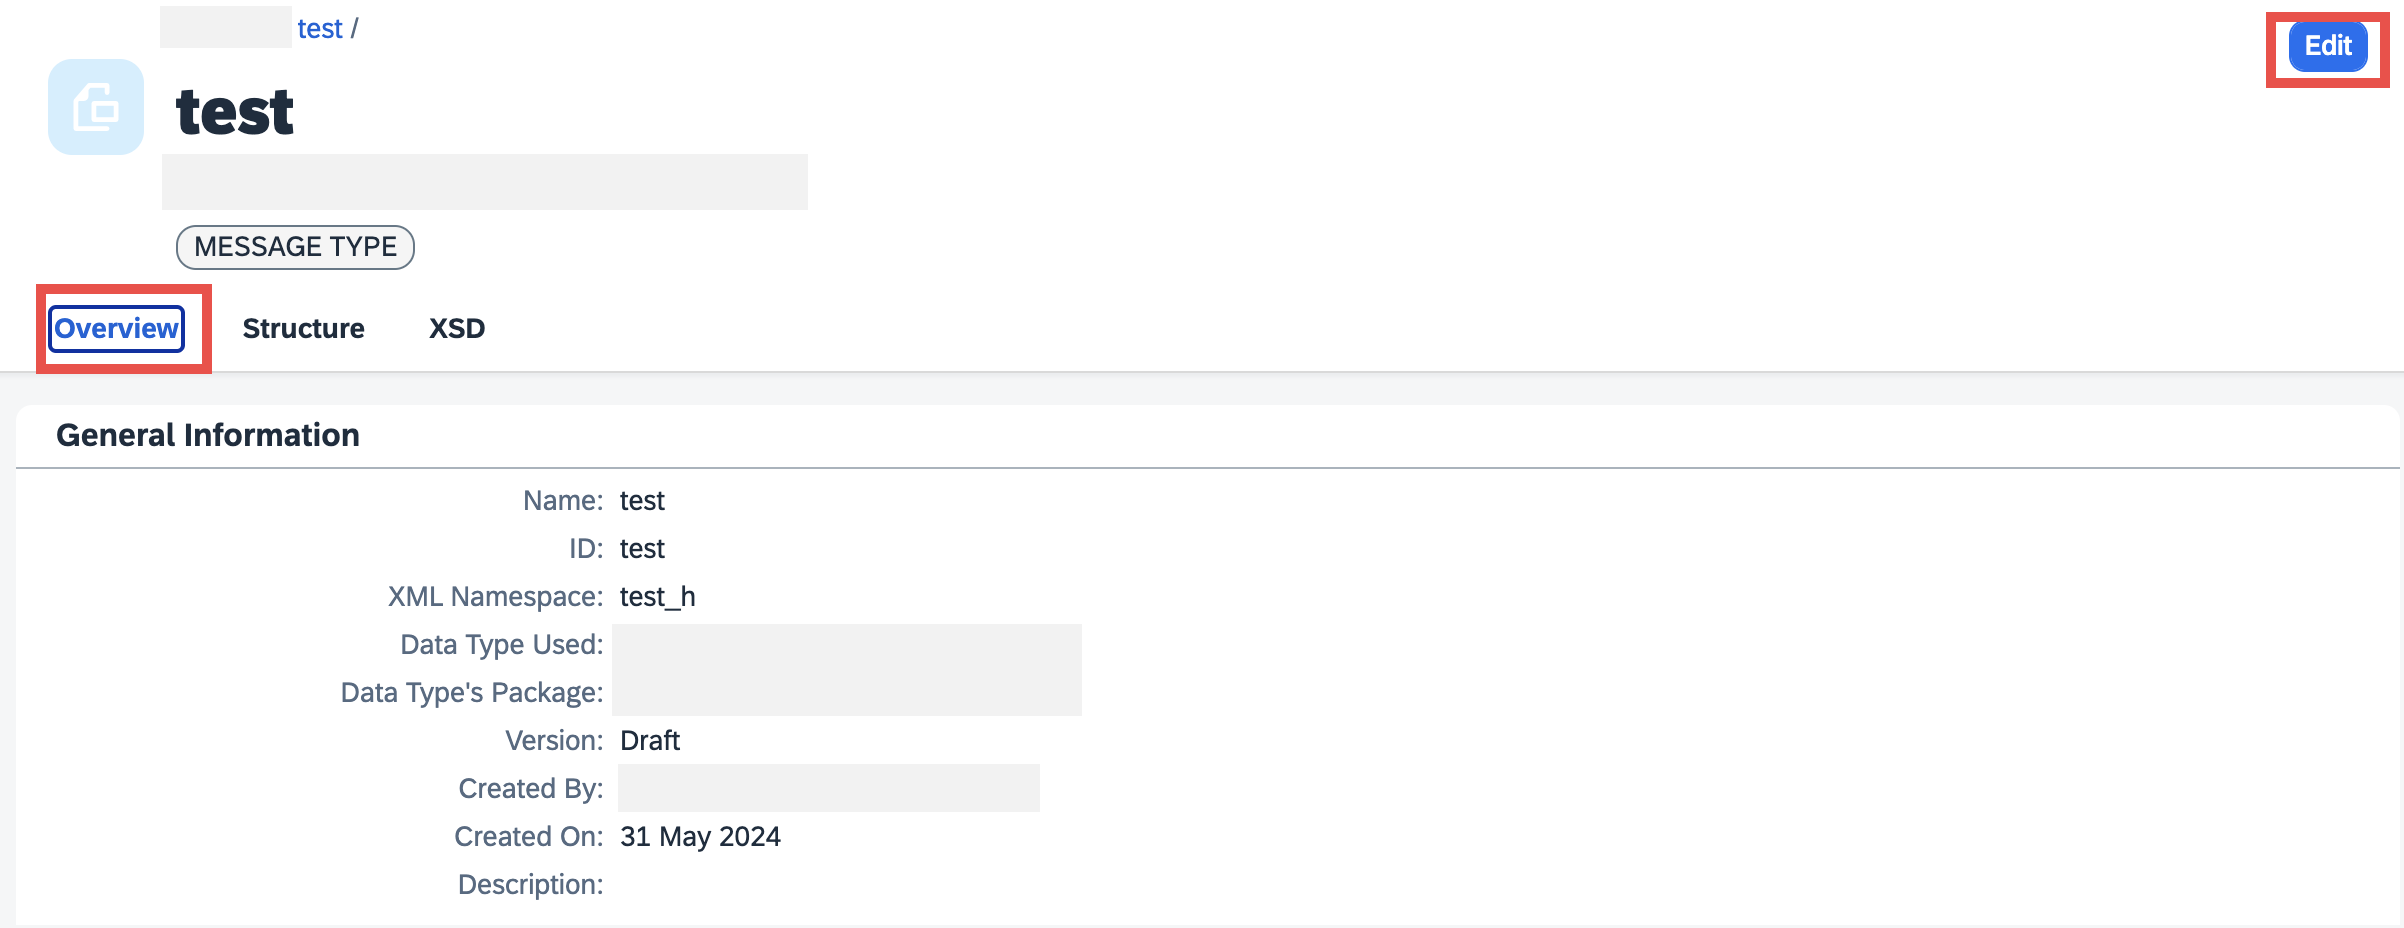 test /
Edit
test
MESSAGE TYPE
Overview Structure XSD
General Information
Name: test
ID: test
XML Namespace: test_h
Data Type Used:
Data Type's Package:
Version: Draft
Created By:
Created On: 31 May 2024
Description: